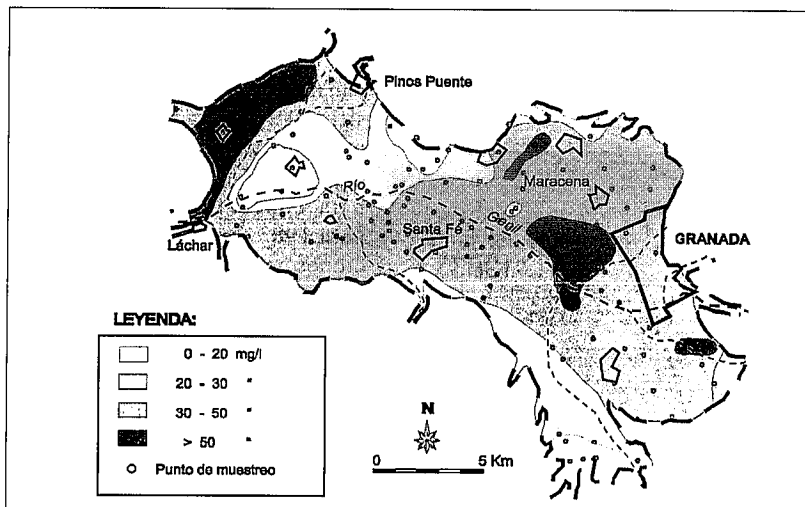 Pinos Puente
Río
Maracena
Genil
Santa Fé
Láchar
GRANADA
LEYENDA:
0 - 20 mg/l
20 - 30 "
30 - 50 "
> 50 "
Punto de muestreo
N
0 5 Km